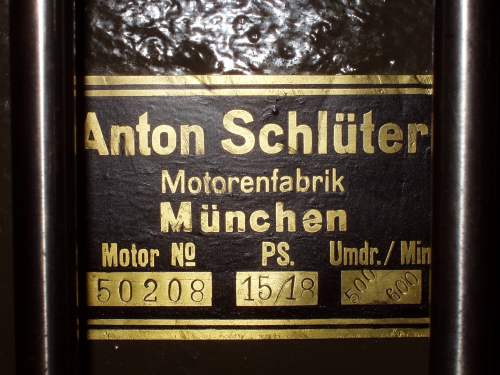 Anton Schlüter
Motorenfabrik
München
Motor № PS. Umdr./Min
50208 15/18 500 600